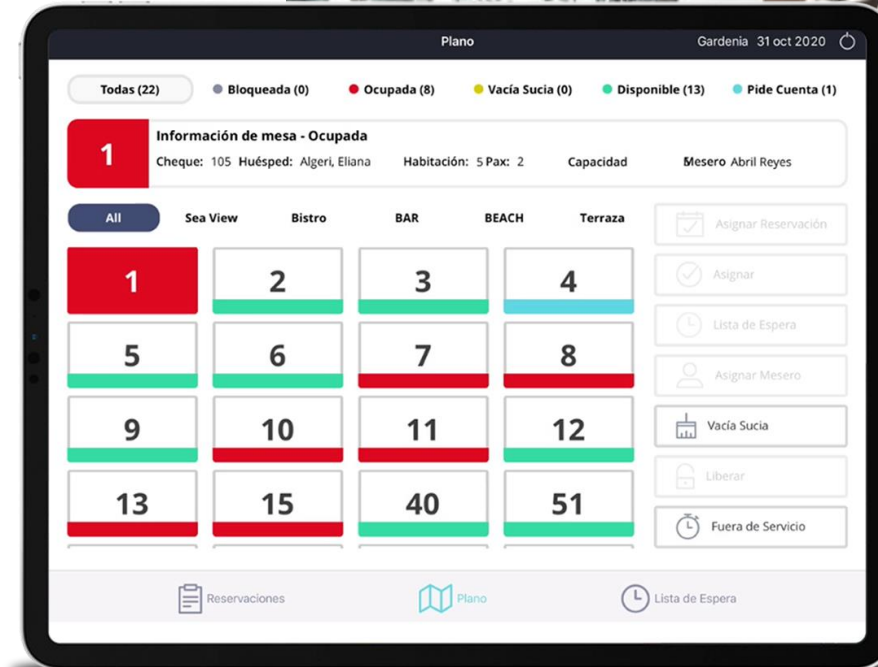 Plano
Gardenia 31 oct 2020
Todas (22) Bloqueada (0) Ocupada (8) Vacía Sucia (0) Disponible (13) Pide Cuenta (1)
1
Información de mesa - Ocupada
Cheque: 105 Huésped: Algeri, Eliana Habitación: 5 Pax: 2 Capacidad Mesero Abril Reyes
All Sea View Bistro BAR BEACH Terraza
Asignar Reservación
1 2 3 4
Asignar
Lista de Espera
5 6 7 8
Asignar Mesero
9 10 11 12
Vacía Sucia
Liberar
13 15 40 51
Fuera de Servicio
Reservaciones Plano Lista de Espera